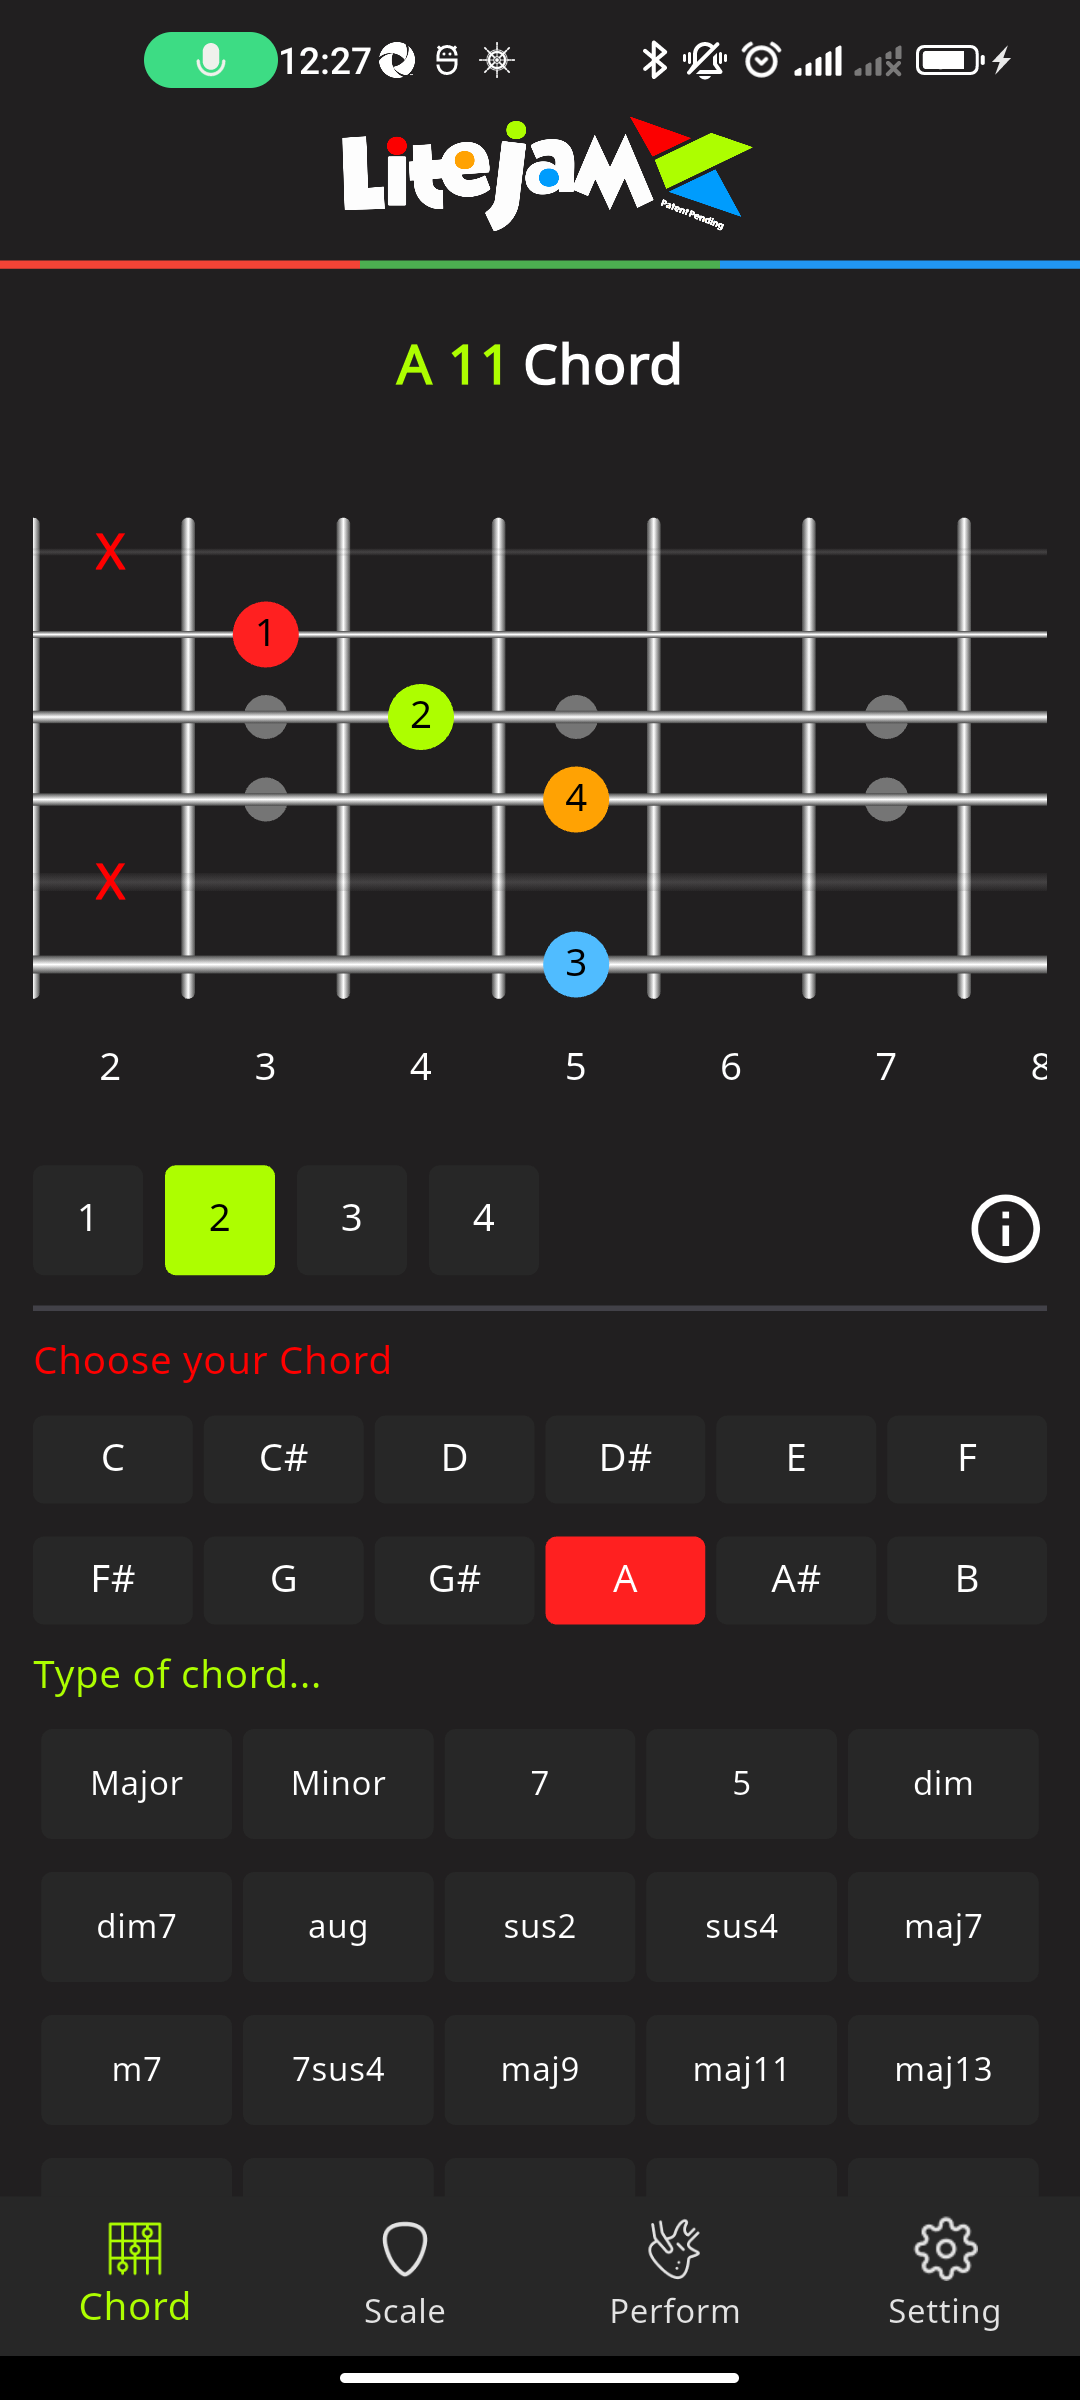 12:27
Litejam
Patent Pending
A 11 Chord
X
1
2
4
X
3
2 3 4 5 6 7 8
1 2 3 4
Choose your Chord
C C# D D# E F
F# G G# A A# B
Type of chord...
Major Minor 7 5 dim
dim7 aug sus2 sus4 maj7
m7 7sus4 maj9 maj11 maj13
Chord Scale Perform Setting